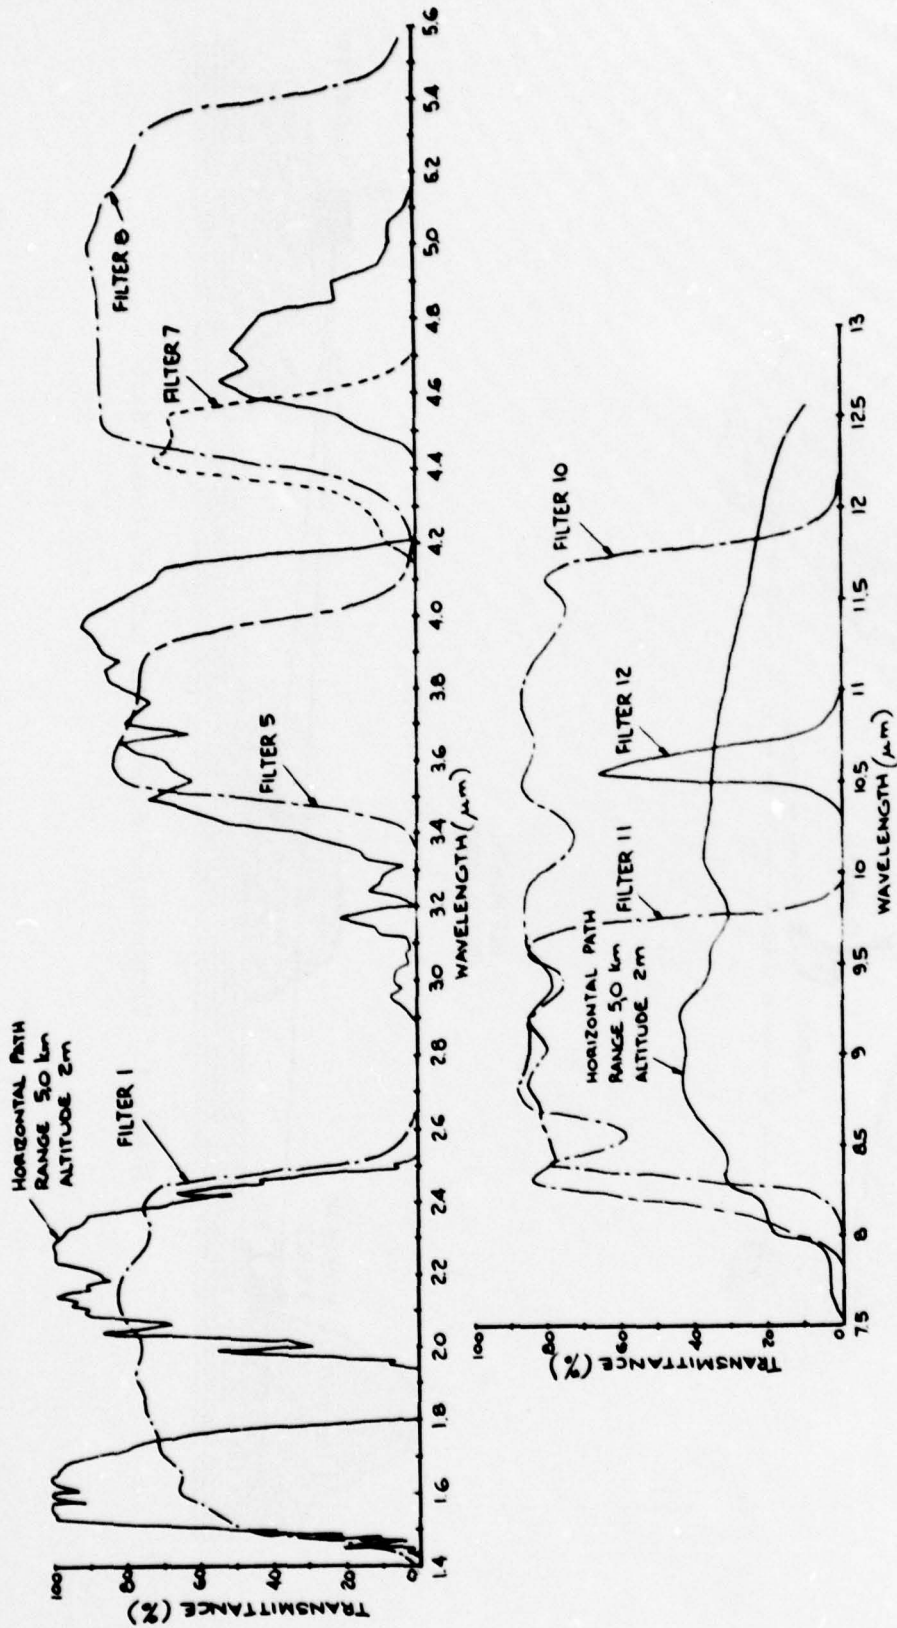 HORIZONTAL PATH
RANGE 5.0 km
ALTITUDE 2m
FILTER 1
FILTER 5
FILTER 7
FILTER 8
TRANSMITTANCE (%)
100
80
60
40
20
0
1.4
1.6
1.8
2.0
2.2
2.4
2.6
2.8
3.0
3.2
3.4
3.6
3.8
4.0
4.2
4.4
4.6
4.8
5.0
5.2
5.4
5.6
WAVELENGTH (μm)
HORIZONTAL PATH
RANGE 5.0 km
ALTITUDE 2m
FILTER 11
FILTER 12
FILTER 10
TRANSMITTANCE (%)
100
80
60
40
20
0
7.5
8
8.5
9
9.5
10
10.5
11
11.5
12
12.5
13
WAVELENGTH (μm)